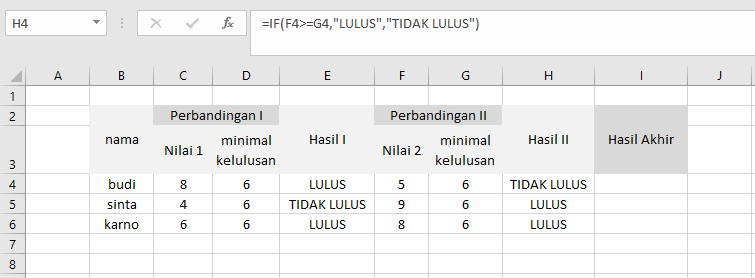 H4 fx =IF(F4>=G4,"LULUS","TIDAK LULUS")
A B C D E F G H I J
1
2 Perbandingan I Perbandingan II
nama Hasil I Hasil II Hasil Akhir
3 Nilai 1 minimal kelulusan Nilai 2 minimal kelulusan
4 budi 8 6 LULUS 5 6 TIDAK LULUS
5 sinta 4 6 TIDAK LULUS 9 6 LULUS
6 karno 6 6 LULUS 8 6 LULUS
7
8